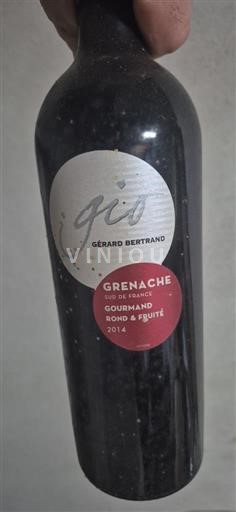 gio
GÉRARD BERTRAND
VINIOU
GRENACHE
SUD DE FRANCE
GOURMAND
ROND & FRUITÉ
2014